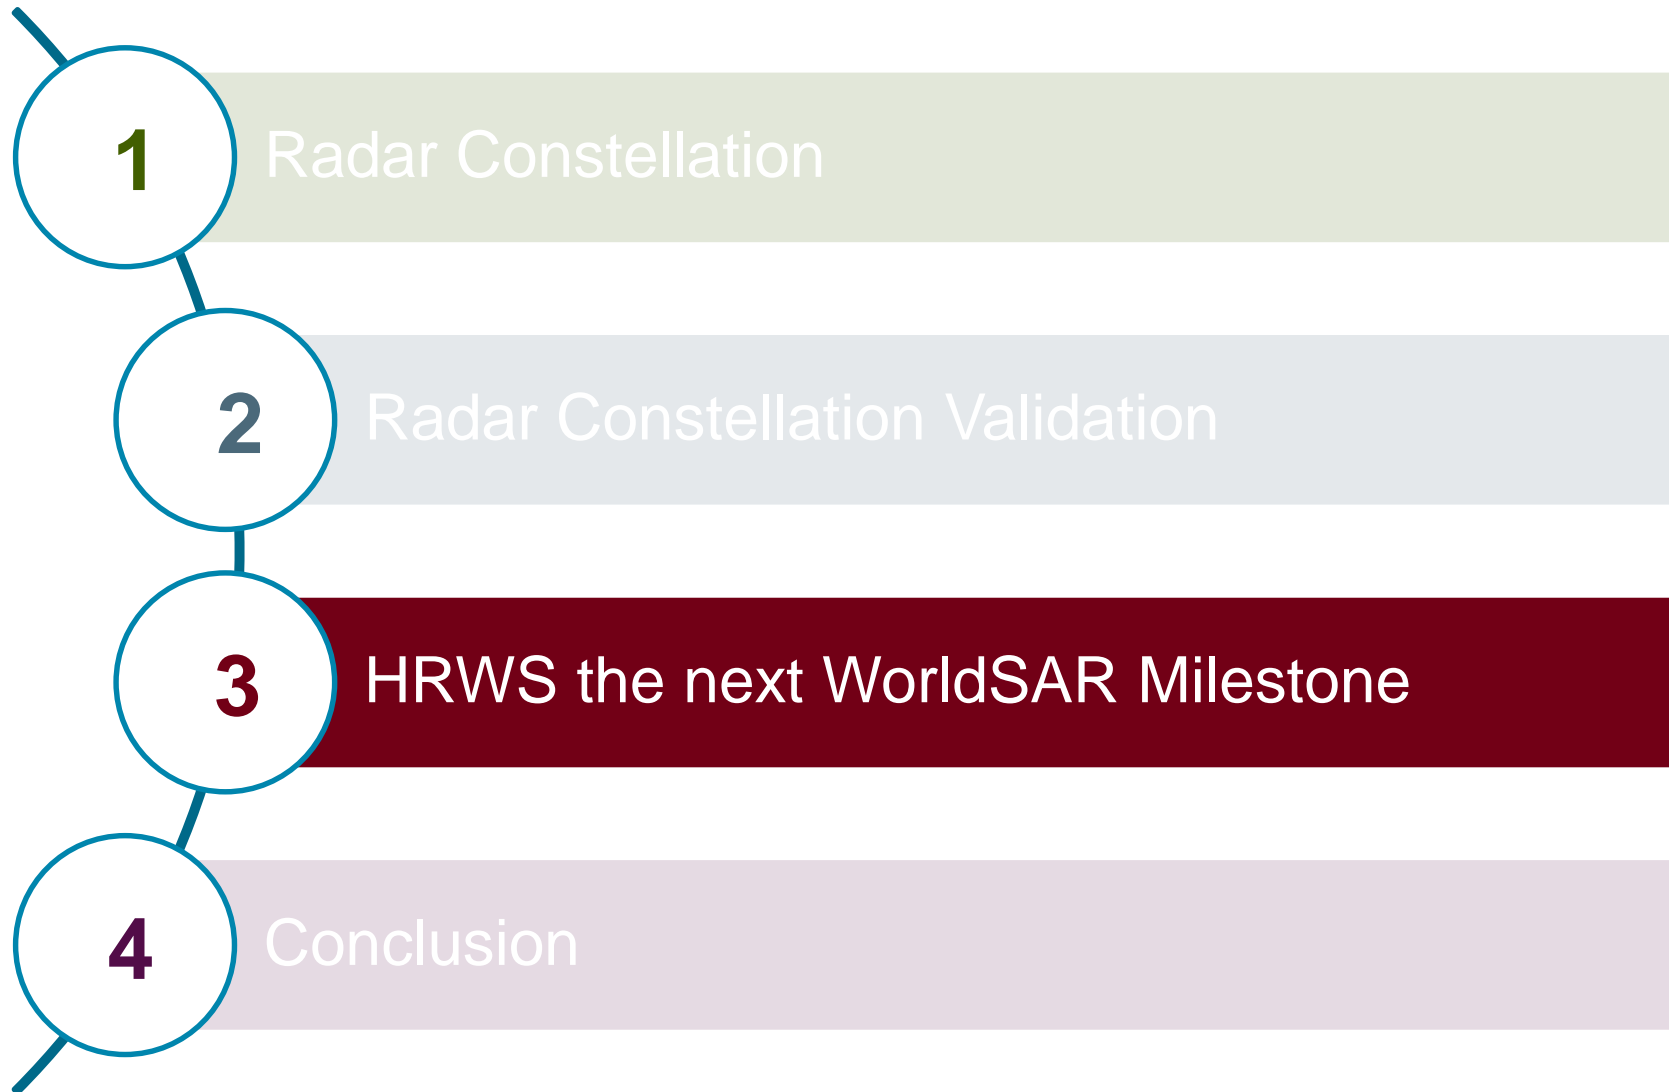 1
Radar Constellation
2
Radar Constellation Validation
3
HRWS the next WorldSAR Milestone
4
Conclusion